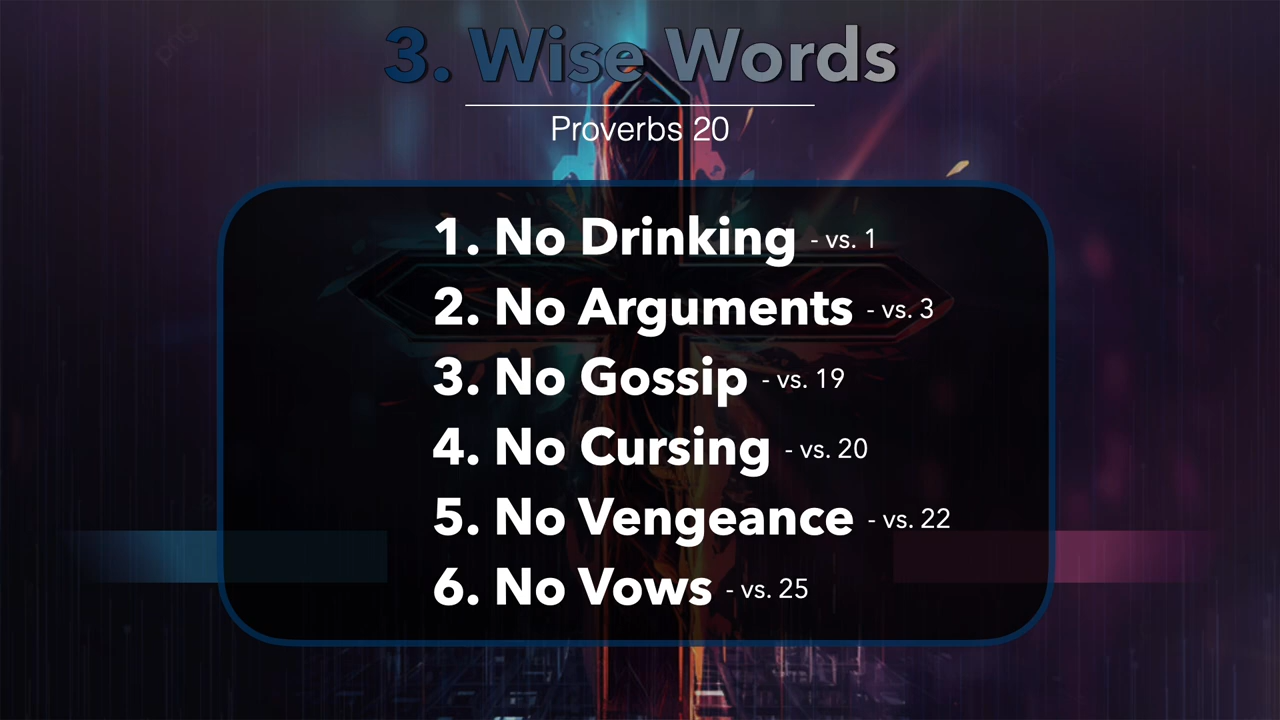 3. Wise Words
Proverbs 20
1. No Drinking - vs. 1
2. No Arguments - vs. 3
3. No Gossip - vs. 19
4. No Cursing - vs. 20
5. No Vengeance - vs. 22
6. No Vows - vs. 25